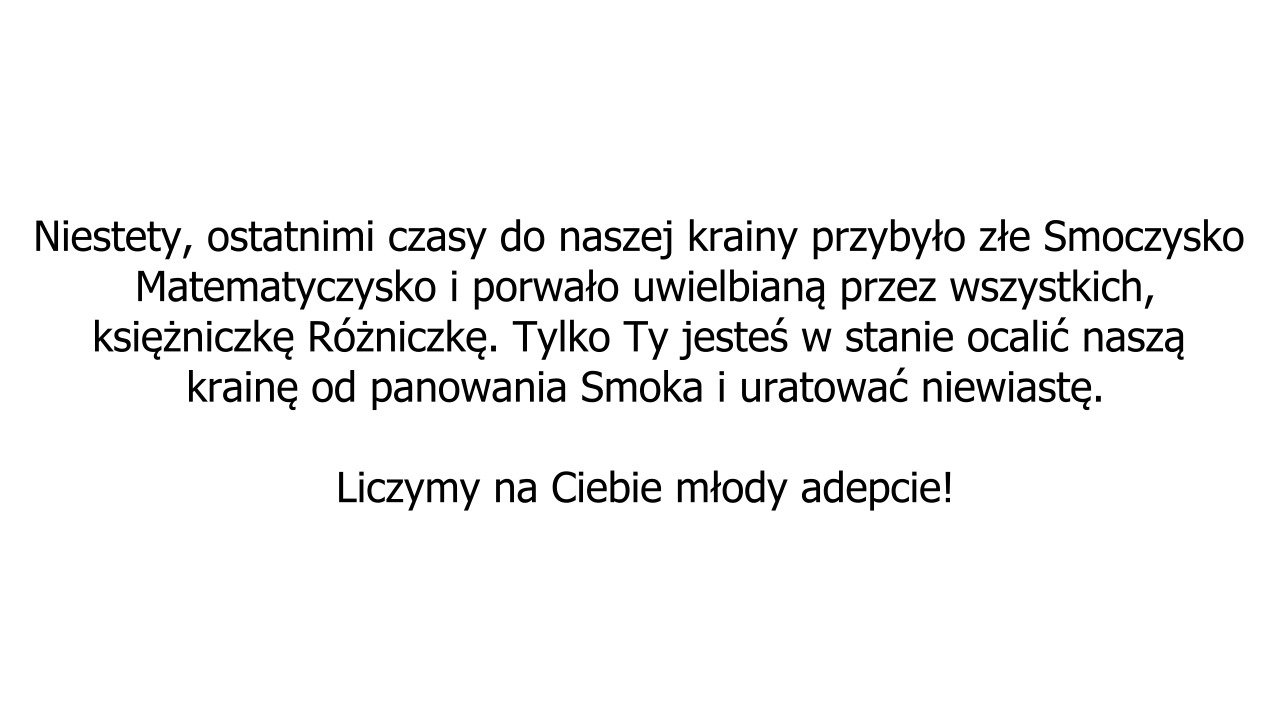 Niestety, ostatnimi czasy do naszej krainy przybyło złe Smoczysko
Matematyczysko i porwało uwielbianą przez wszystkich,
księżniczkę Różniczkę. Tylko Ty jesteś w stanie ocalić naszą
krainę od panowania Smoka i uratować niewiastę.
Liczymy na Ciebie młody adepcie!